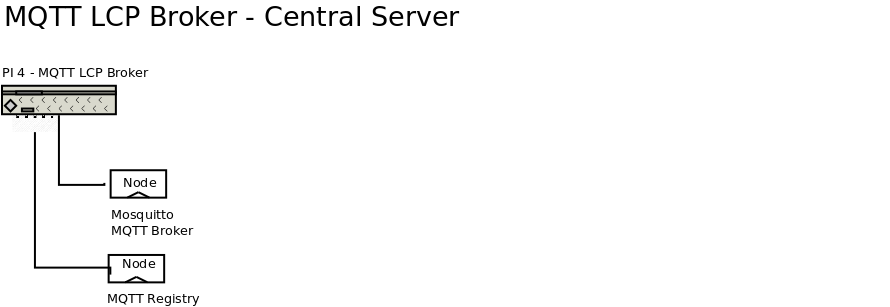 MQTT LCP Broker - Central Server
PI 4 - MQTT LCP Broker
Node
Mosquitto
MQTT Broker
Node
MQTT Registry